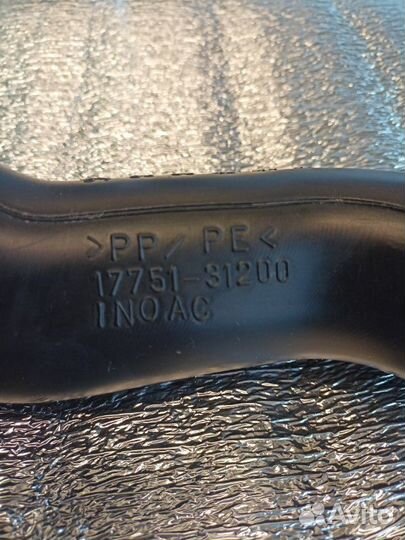 >PP/ PE<
17751-31200
INOAC
Avito